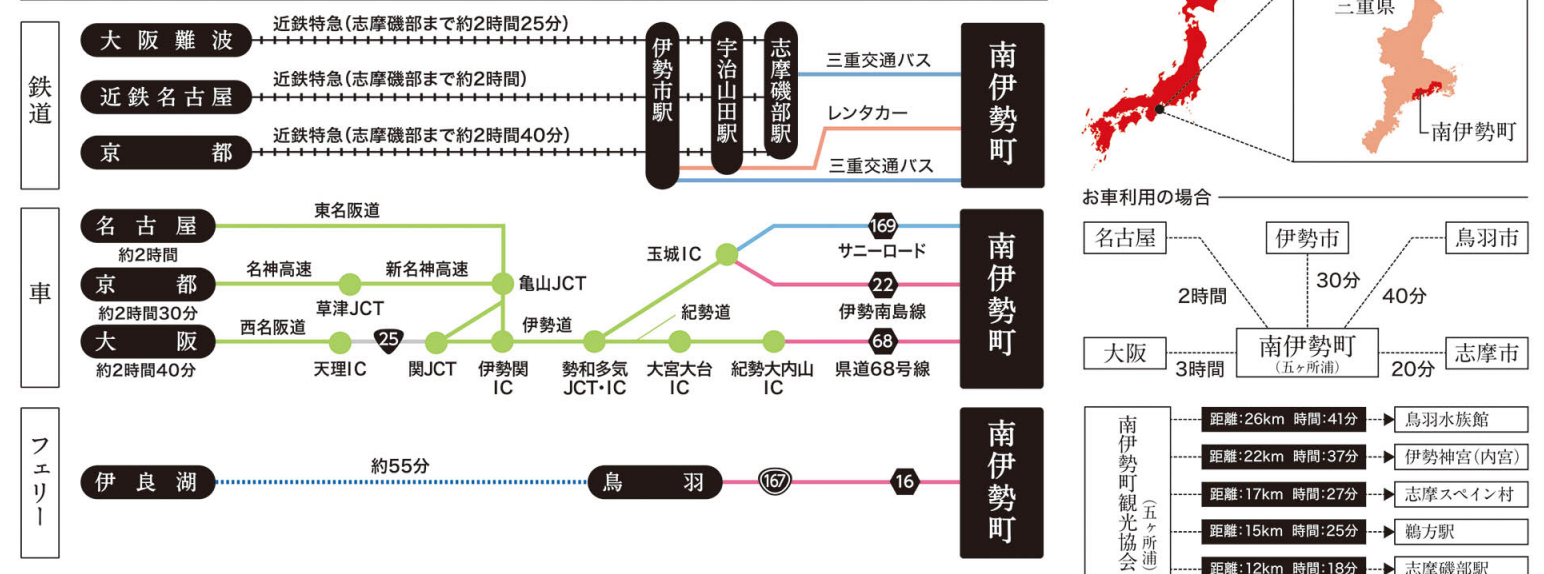 鉄道
大阪難波
近鉄特急(志摩磯部まで約2時間25分)
近鉄名古屋
近鉄特急(志摩磯部まで約2時間)
京都
近鉄特急(志摩磯部まで約2時間40分)
伊勢市駅
宇治山田駅
志摩磯部駅
三重交通バス
レンタカー
三重交通バス
南伊勢町
車
名古屋
約2時間
東名阪道
京都
約2時間30分
名神高速
草津JCT
新名神高速
亀山JCT
大阪
約2時間40分
西名阪道
天理IC
25
関JCT
伊勢関
IC
伊勢道
勢和多気
JCT・IC
紀勢道
大宮大台
IC
紀勢大内山
IC
玉城IC
169
サニーロード
22
伊勢南島線
68
県道68号線
南伊勢町
フェリー
伊良湖
約55分
鳥羽
167
16
南伊勢町
三重県
南伊勢町
お車利用の場合
名古屋
伊勢市
鳥羽市
2時間
30分
40分
大阪
3時間
南伊勢町
(五ヶ所浦)
20分
志摩市
南伊勢町観光協会
(五ヶ所浦)
距離:26km 時間:41分
鳥羽水族館
距離:22km 時間:37分
伊勢神宮(内宮)
距離:17km 時間:27分
志摩スペイン村
距離:15km 時間:25分
鵜方駅
距離:12km 時間:18分
志摩磯部駅